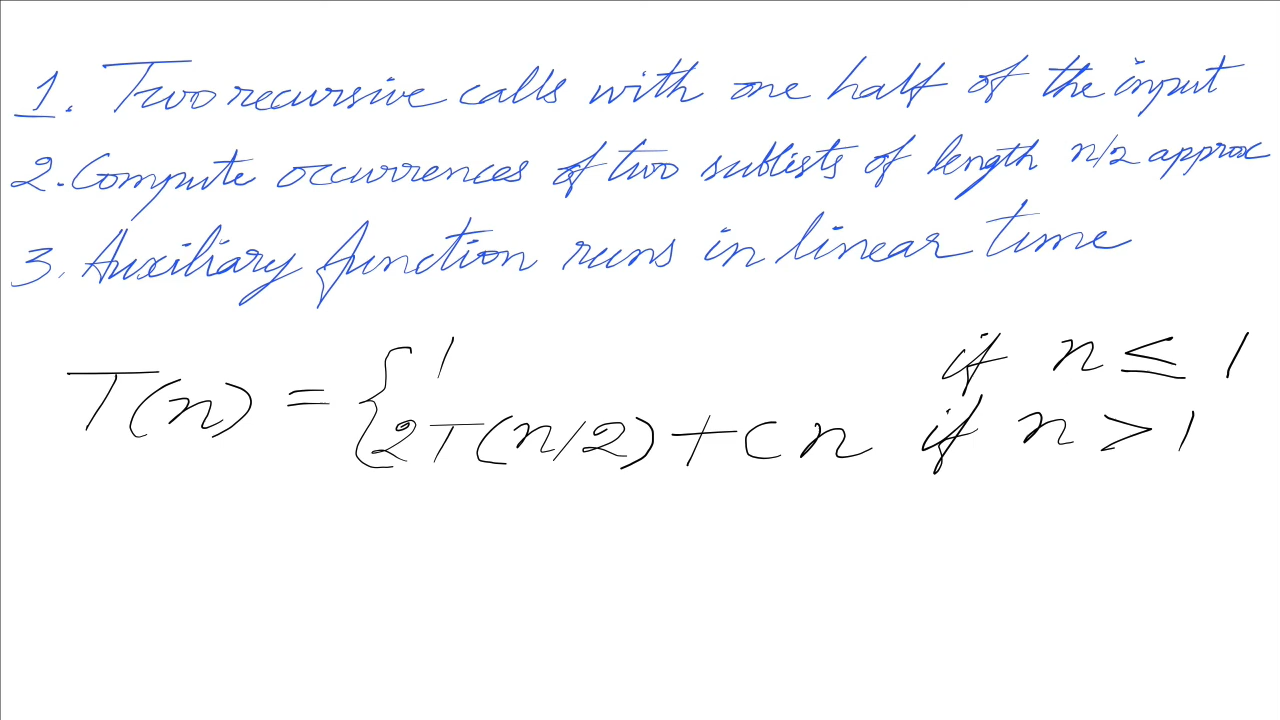 1. Two recursive calls with one half of the input
2. Compute occurrences of two sublists of length n/2 approx
3. Auxiliary function runs in linear time
T(n) = { 1 if n ≤ 1
2T(n/2) + cn if n > 1